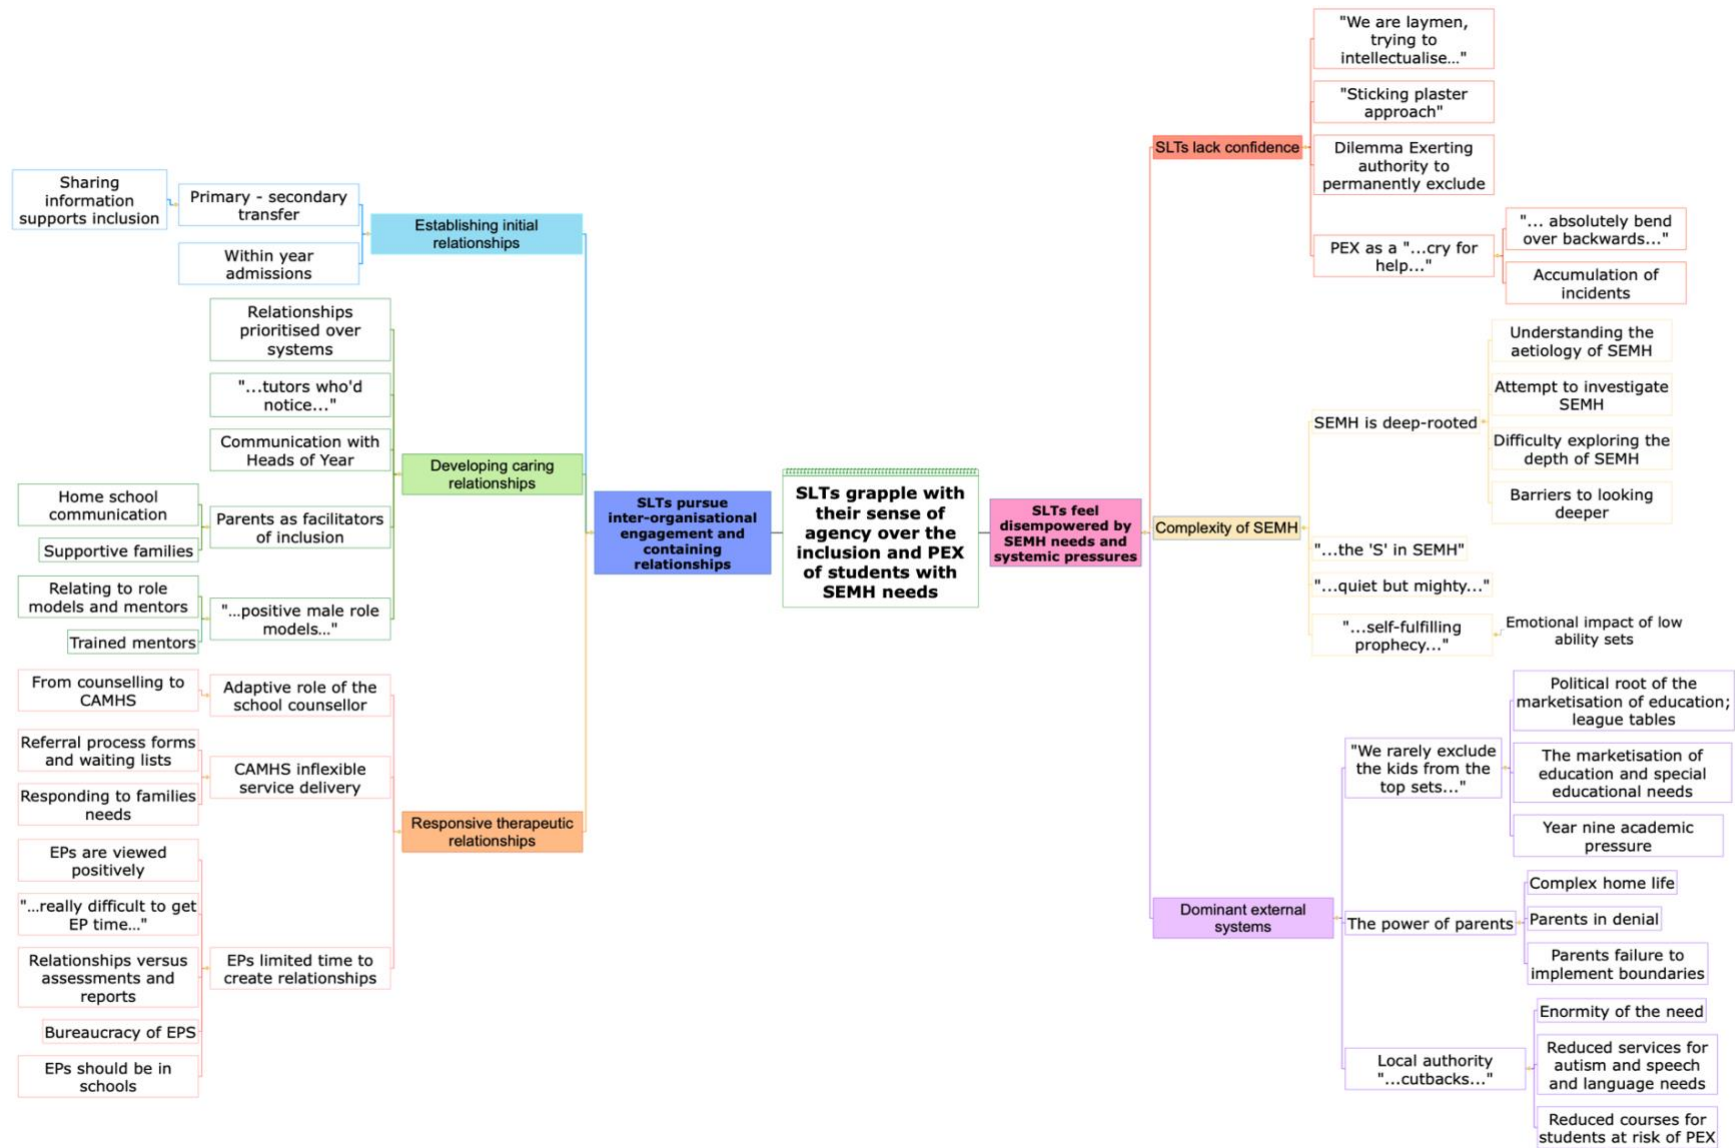 SLTs grapple with
their sense of
agency over the
inclusion and PEX
of students with
SEMH needs
SLTs pursue
inter-organisational
engagement and
containing
relationships
Establishing initial
relationships
Primary - secondary
transfer
Sharing
information
supports inclusion
Within year
admissions
Developing caring
relationships
Relationships
prioritised over
systems
"...tutors who'd
notice..."
Communication with
Heads of Year
Parents as facilitators
of inclusion
Home school
communication
Supportive families
"...positive male role
models..."
Relating to role
models and mentors
Trained mentors
Responsive therapeutic
relationships
Adaptive role of the
school counsellor
From counselling to
CAMHS
CAMHS inflexible
service delivery
Referral process forms
and waiting lists
Responding to families
needs
EPs limited time to
create relationships
EPs are viewed
positively
"...really difficult to get
EP time..."
Relationships versus
assessments and
reports
Bureaucracy of EPS
EPs should be in
schools
SLTs feel
disempowered by
SEMH needs and
systemic pressures
SLTs lack confidence
"We are laymen,
trying to
intellectualise..."
"Sticking plaster
approach"
Dilemma Exerting
authority to
permanently exclude
PEX as a "...cry for
help..."
"... absolutely bend
over backwards..."
Accumulation of
incidents
Complexity of SEMH
SEMH is deep-rooted
Understanding the
aetiology of SEMH
Attempt to investigate
SEMH
Difficulty exploring the
depth of SEMH
Barriers to looking
deeper
"...the 'S' in SEMH"
"...quiet but mighty..."
"...self-fulfilling
prophecy..."
Emotional impact of low
ability sets
Dominant external
systems
"We rarely exclude
the kids from the
top sets..."
Political root of the
marketisation of education;
league tables
The marketisation of
education and special
educational needs
Year nine academic
pressure
The power of parents
Complex home life
Parents in denial
Parents failure to
implement boundaries
Local authority
"...cutbacks..."
Enormity of the need
Reduced services for
autism and speech
and language needs
Reduced courses for
students at risk of PEX